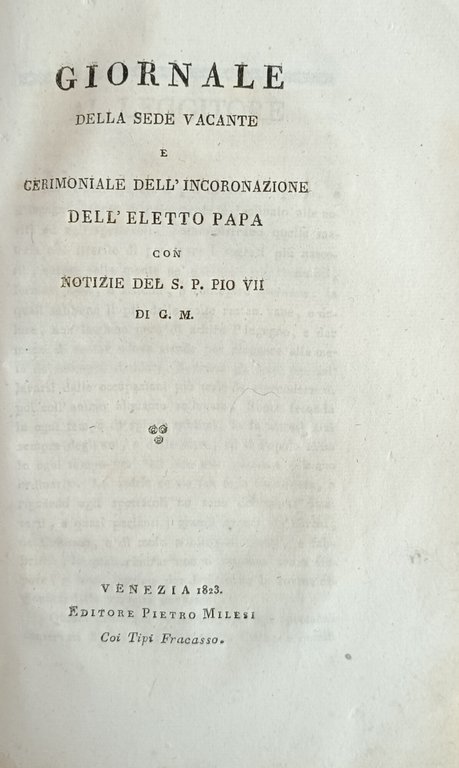 GIORNALE
DELLA SEDE VACANTE
E
CERIMONIALE DELL'INCORONAZIONE
DELL'ELETTO PAPA
CON
NOTIZIE DEL S. P. PIO VII
DI G. M.
VENEZIA 1823.
EDITORE PIETRO MILESI
Coi Tipi Fracasso.